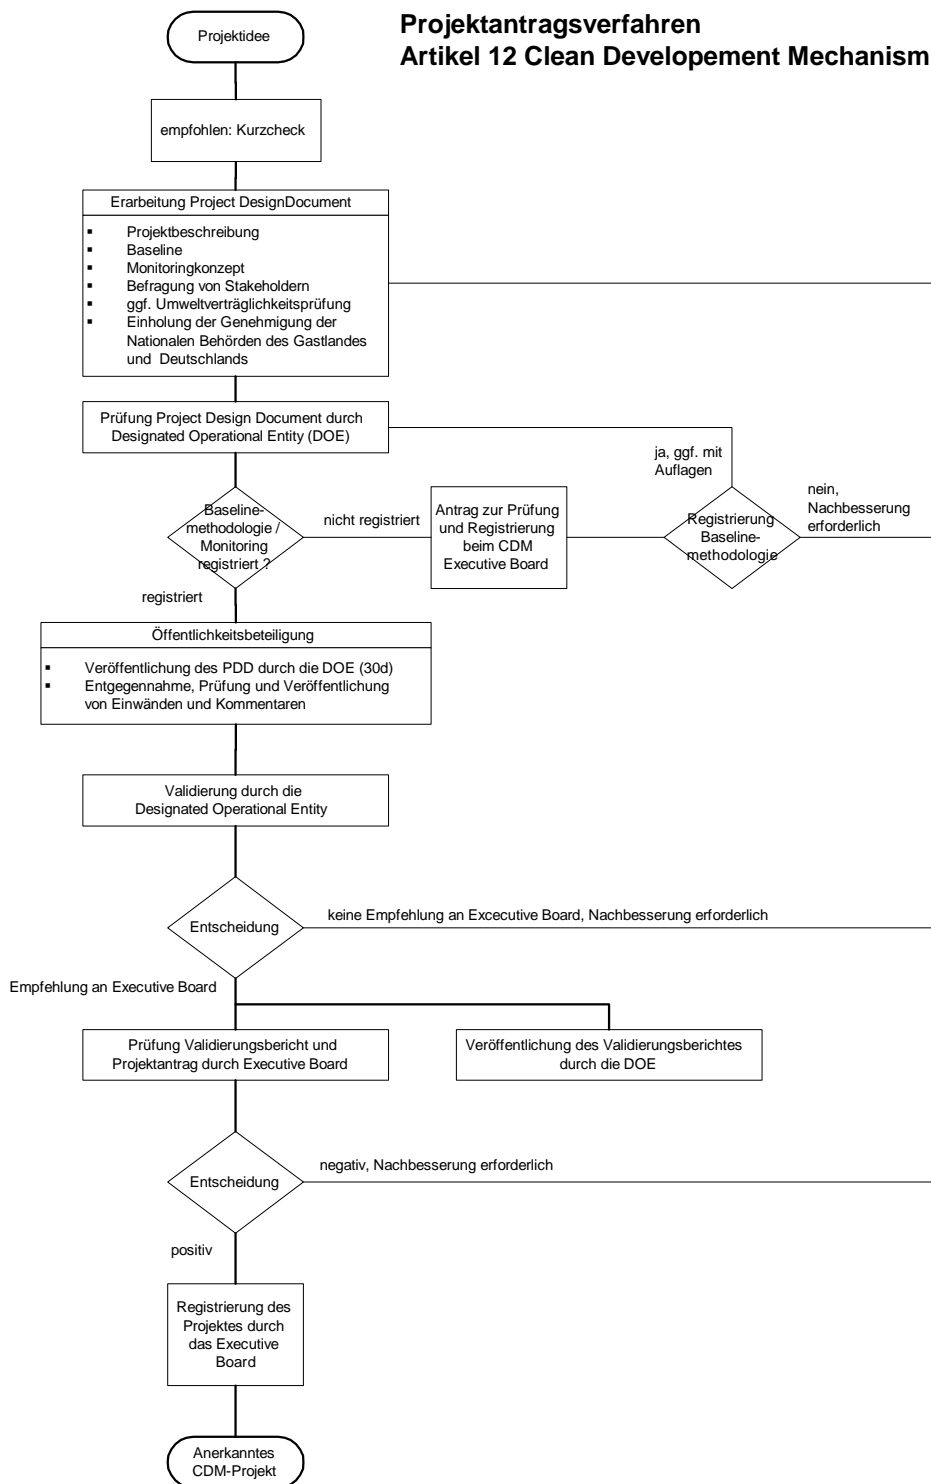 Projektantragsverfahren
Artikel 12 Clean Developement Mechanism
Projektidee
empfohlen: Kurzcheck
Erarbeitung Project DesignDocument
▪ Projektbeschreibung
▪ Baseline
▪ Monitoringkonzept
▪ Befragung von Stakeholdern
▪ ggf. Umweltverträglichkeitsprüfung
▪ Einholung der Genehmigung der
Nationalen Behörden des Gastlandes
und Deutschlands
Prüfung Project Design Document durch
Designated Operational Entity (DOE)
ja, ggf. mit
Auflagen
nein,
Nachbesserung
erforderlich
Baseline-
methodologie /
Monitoring
registriert ?
nicht registriert
Antrag zur Prüfung
und Registrierung
beim CDM
Executive Board
Registrierung
Baseline-
methodologie
registriert
Öffentlichkeitsbeteiligung
▪ Veröffentlichung des PDD durch die DOE (30d)
▪ Entgegennahme, Prüfung und Veröffentlichung
von Einwänden und Kommentaren
Validierung durch die
Designated Operational Entity
Entscheidung
keine Empfehlung an Excecutive Board, Nachbesserung erforderlich
Empfehlung an Executive Board
Prüfung Validierungsbericht und
Projektantrag durch Executive Board
Veröffentlichung des Validierungsberichtes
durch die DOE
Entscheidung
negativ, Nachbesserung erforderlich
positiv
Registrierung des
Projektes durch
das Executive
Board
Anerkanntes
CDM-Projekt